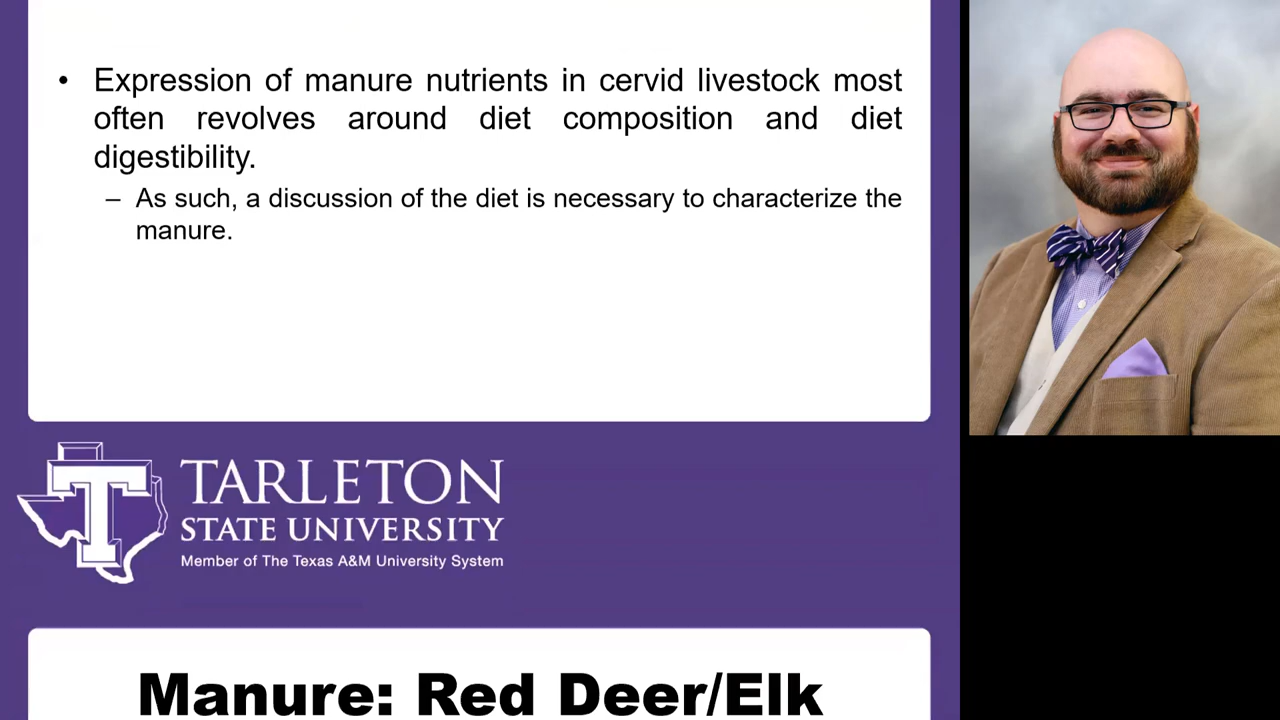 • Expression of manure nutrients in cervid livestock most
often revolves around diet composition and diet
digestibility.
– As such, a discussion of the diet is necessary to characterize the
manure.
T
TARLETON
STATE UNIVERSITY
Member of The Texas A&M University System
Manure: Red Deer/Elk